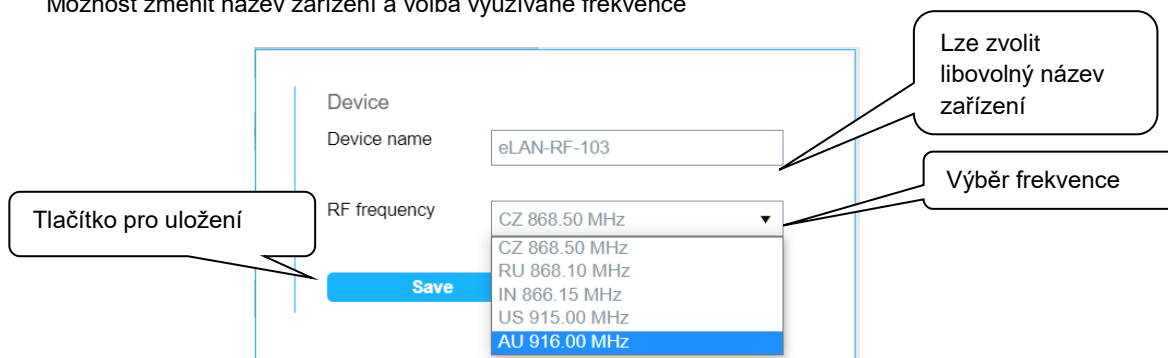 Možnost změnit název zařízení a volba využívané frekvence
Lze zvolit
libovolný název
zařízení
Device
Device name
eLAN-RF-103
Výběr frekvence
RF frequency
CZ 868.50 MHz
Tlačítko pro uložení
CZ 868.50 MHz
RU 868.10 MHz
IN 866.15 MHz
US 915.00 MHz
AU 916.00 MHz
Save